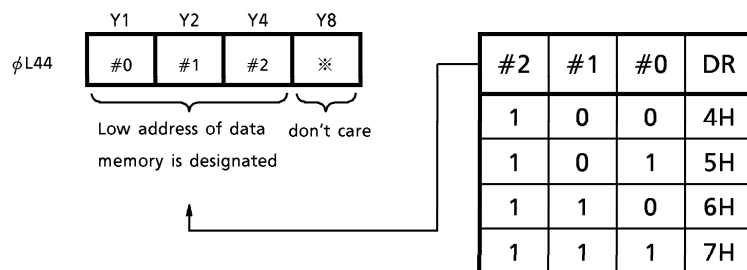 Y1 Y2 Y4 Y8
φL44 #0 #1 #2 ※
Low address of data
memory is designated
don't care
#2 #1 #0 DR
1 0 0 4H
1 0 1 5H
1 1 0 6H
1 1 1 7H